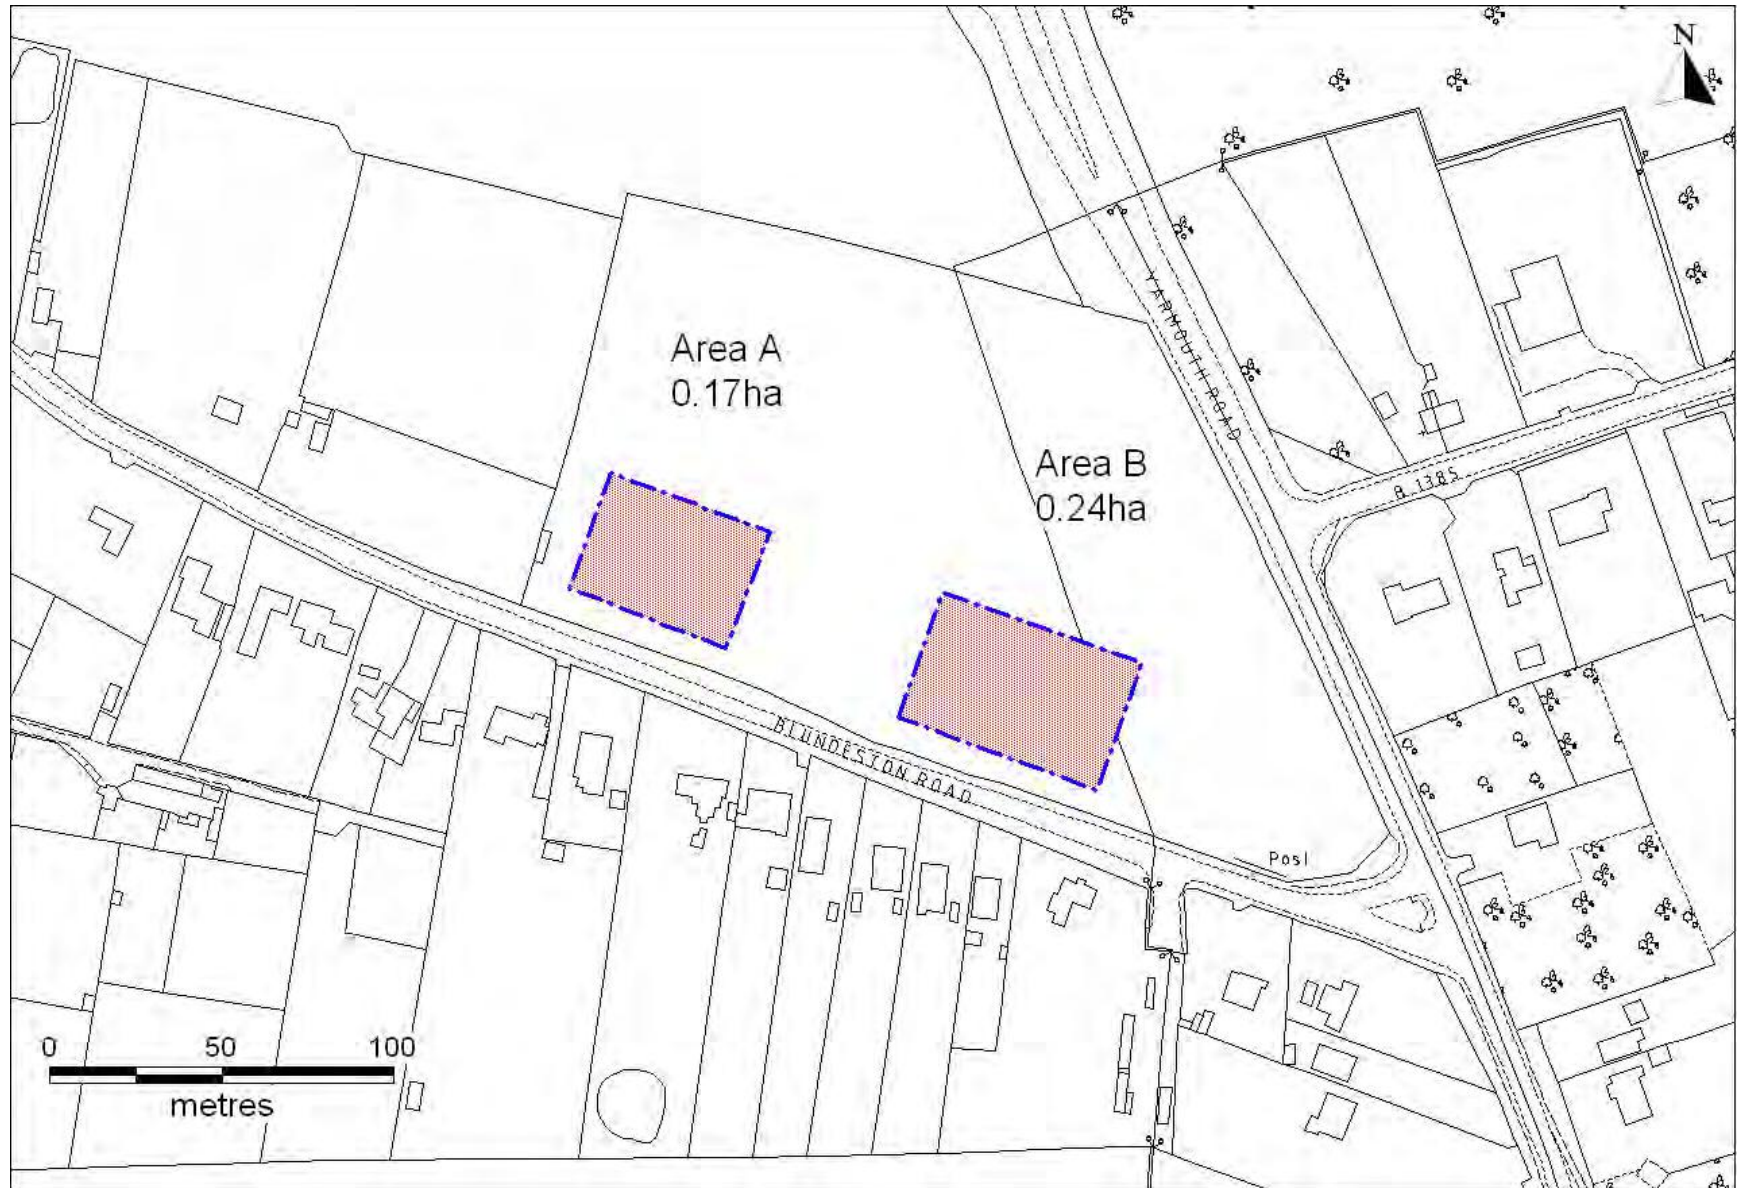 N
YARMOUTH ROAD
Area A
0.17ha
Area B
0.24ha
B 1385
BLUNDESTON ROAD
Post
0 50 100
metres